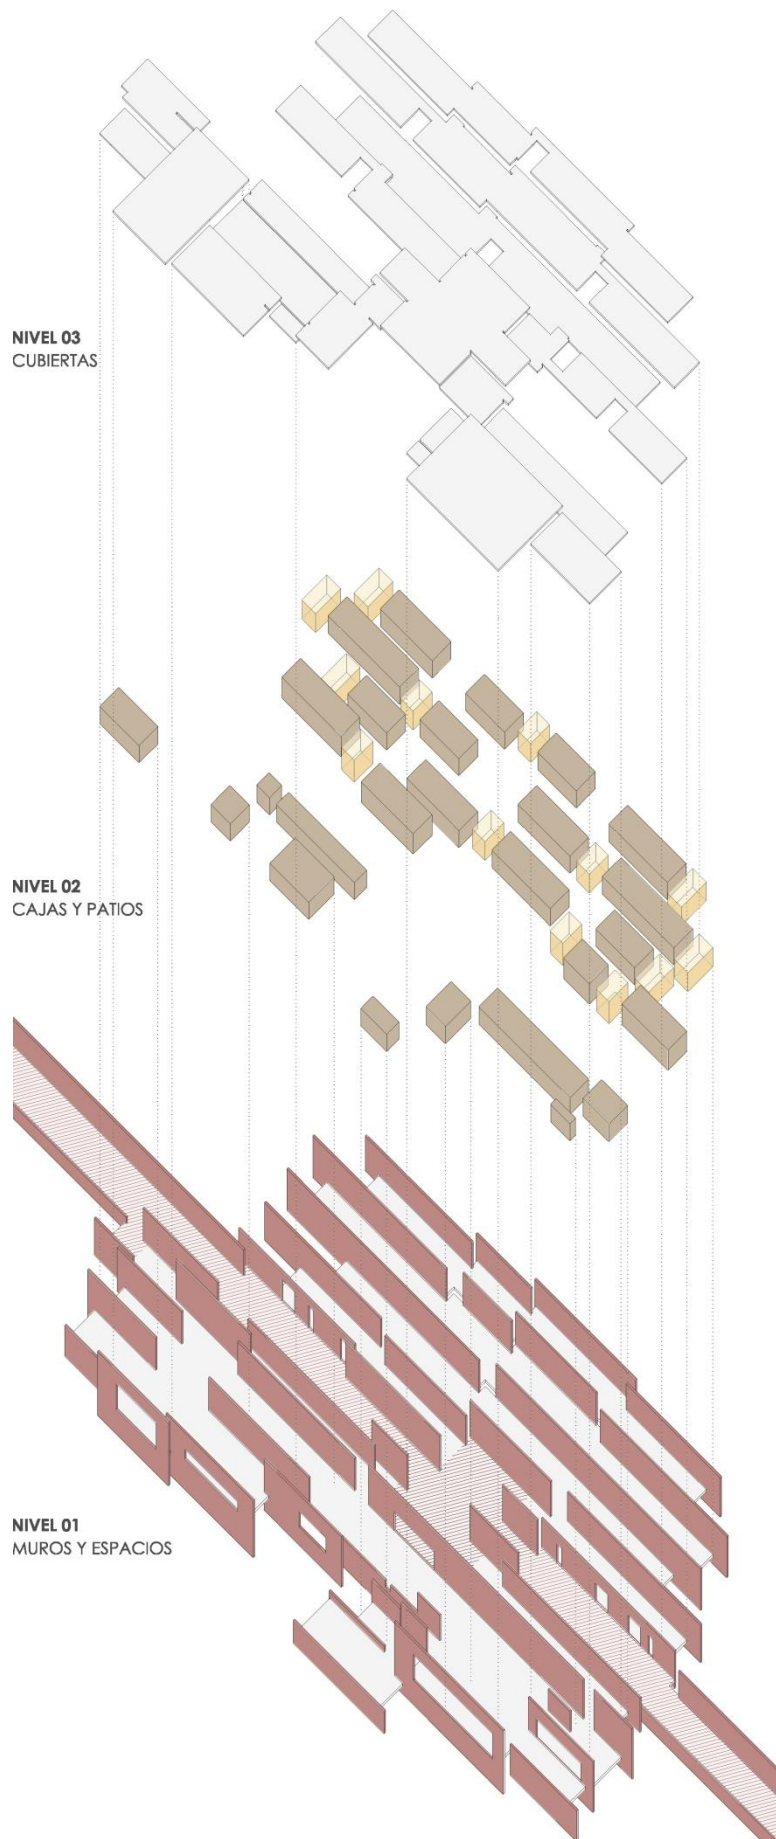 NIVEL 03
CUBIERTAS
NIVEL 02
CAJAS Y PATIOS
NIVEL 01
MUROS Y ESPACIOS